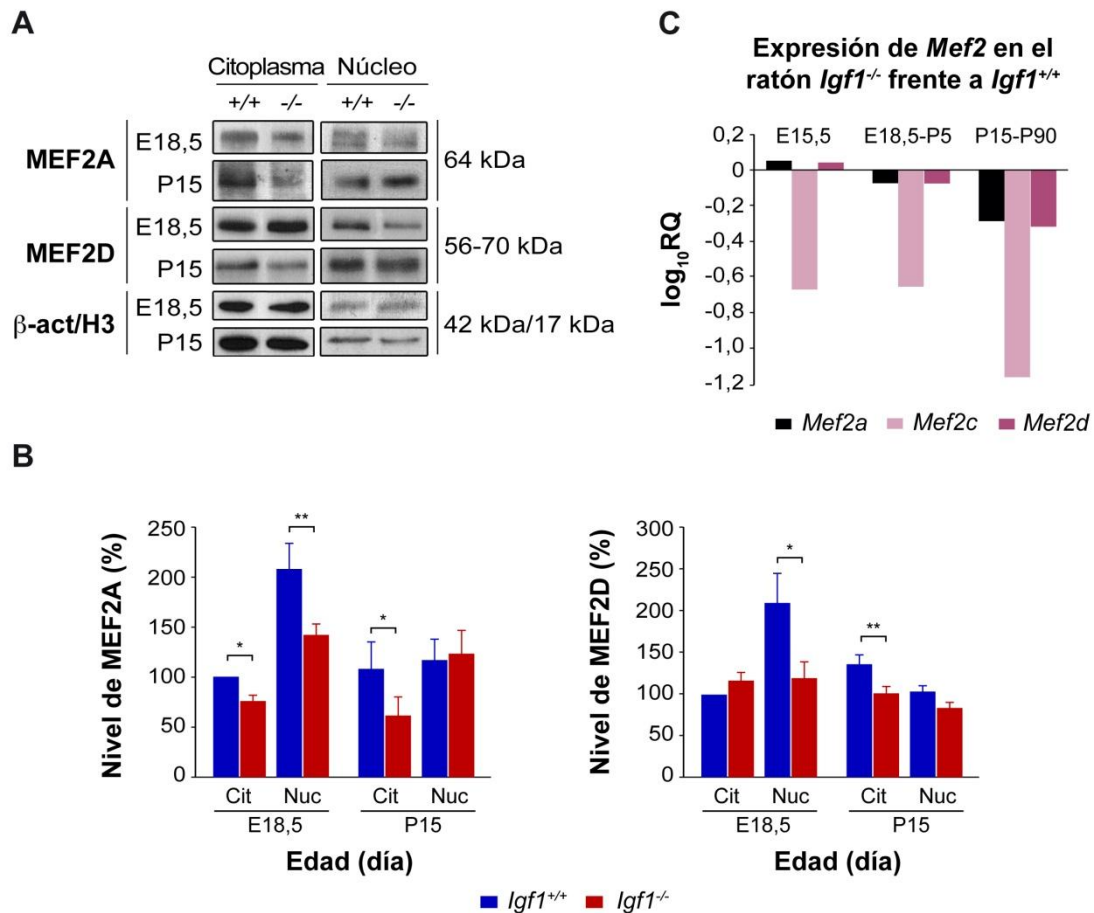 A
Citoplasma Núcleo
+/+ -/- +/+ -/-
MEF2A
E18,5
P15
64 kDa
MEF2D
E18,5
P15
56-70 kDa
β-act/H3
E18,5
P15
42 kDa/17 kDa
C
Expresión de Mef2 en el
ratón Igf1-/- frente a Igf1+/+
E15,5 E18,5-P5 P15-P90
log10RQ
0,2
0
-0,2
-0,4
-0,6
-0,8
-1,0
-1,2
Mef2a Mef2c Mef2d
B
Nivel de MEF2A (%)
250
200
150
100
50
0
* ** *
Cit Nuc Cit Nuc
E18,5 P15
Edad (día)
Nivel de MEF2D (%)
300
250
200
150
100
50
0
* **
Cit Nuc Cit Nuc
E18,5 P15
Edad (día)
Igf1+/+ Igf1-/-